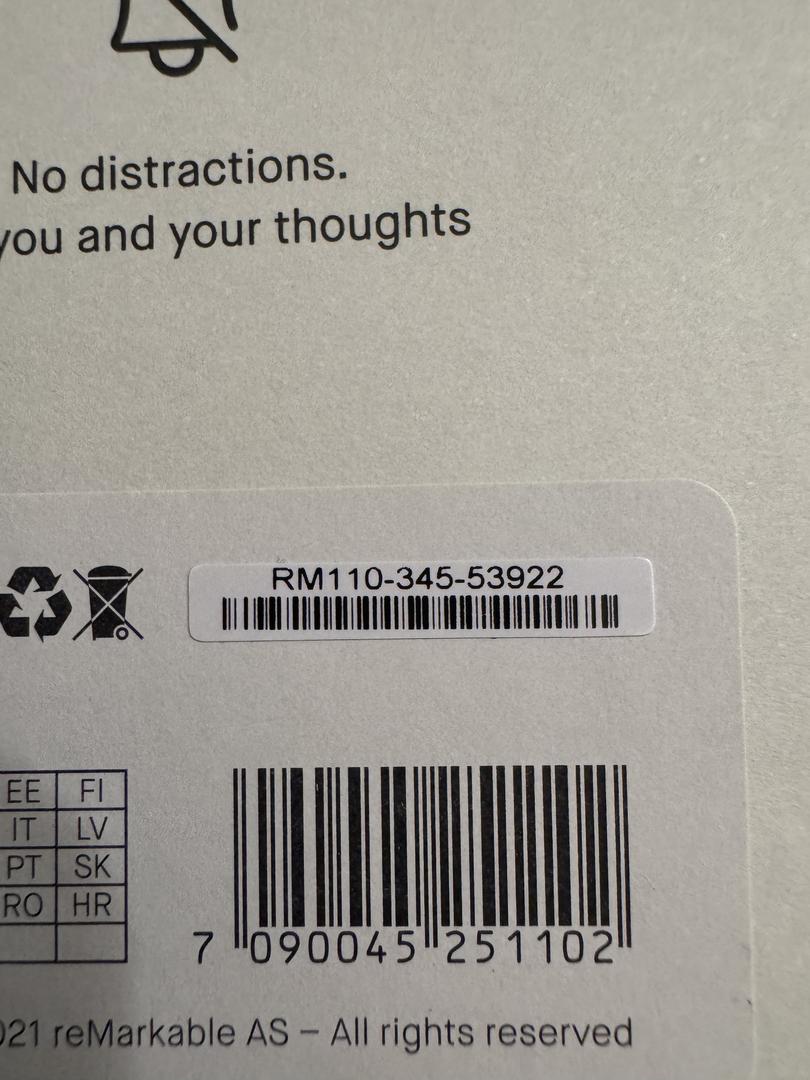 No distractions.
you and your thoughts
RM110-345-53922
EE FI
IT LV
PT SK
RO HR
7 090045 251102
021 reMarkable AS – All rights reserved